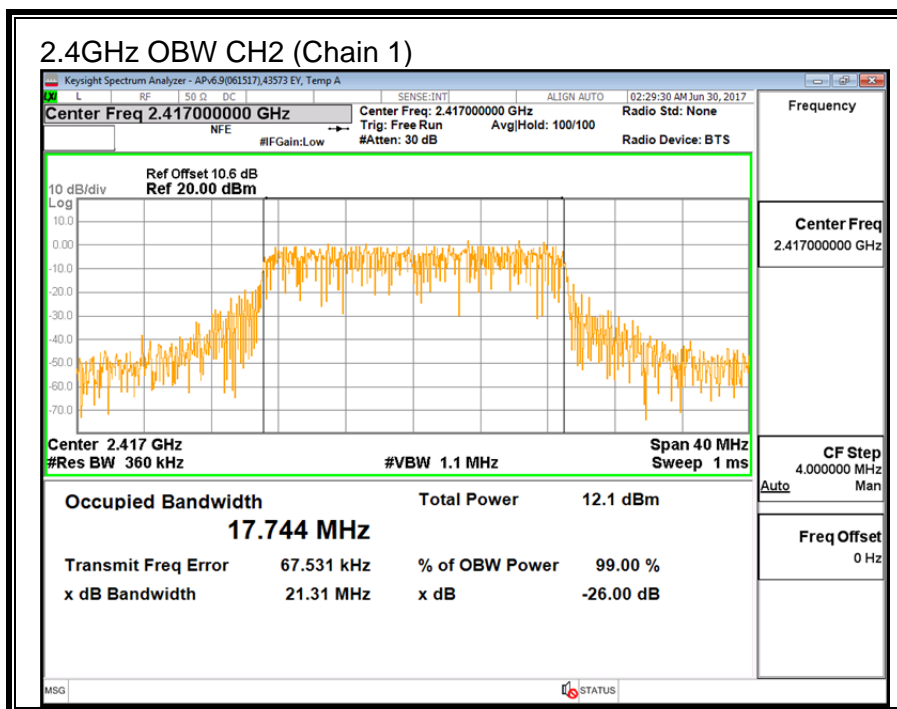 2.4GHz OBW CH2 (Chain 1)
Keysight Spectrum Analyzer - APv6.9(061517),43573 EY, Temp A
LXI L RF 50 Ω DC SENSE:INT ALIGN AUTO 02:29:30 AM Jun 30, 2017
Center Freq 2.417000000 GHz
NFE
#IFGain:Low
Center Freq: 2.417000000 GHz
Trig: Free Run Avg|Hold: 100/100
#Atten: 30 dB
Radio Std: None
Radio Device: BTS
Frequency
Ref Offset 10.6 dB
10 dB/div Ref 20.00 dBm
Log
10.0
0.00
-10.0
-20.0
-30.0
-40.0
-50.0
-60.0
-70.0
Center 2.417 GHz Span 40 MHz
#Res BW 360 kHz #VBW 1.1 MHz Sweep 1 ms
Center Freq
2.417000000 GHz
CF Step
4.000000 MHz
Auto Man
Freq Offset
0 Hz
Occupied Bandwidth Total Power 12.1 dBm
17.744 MHz
Transmit Freq Error 67.531 kHz % of OBW Power 99.00 %
x dB Bandwidth 21.31 MHz x dB -26.00 dB
MSG STATUS